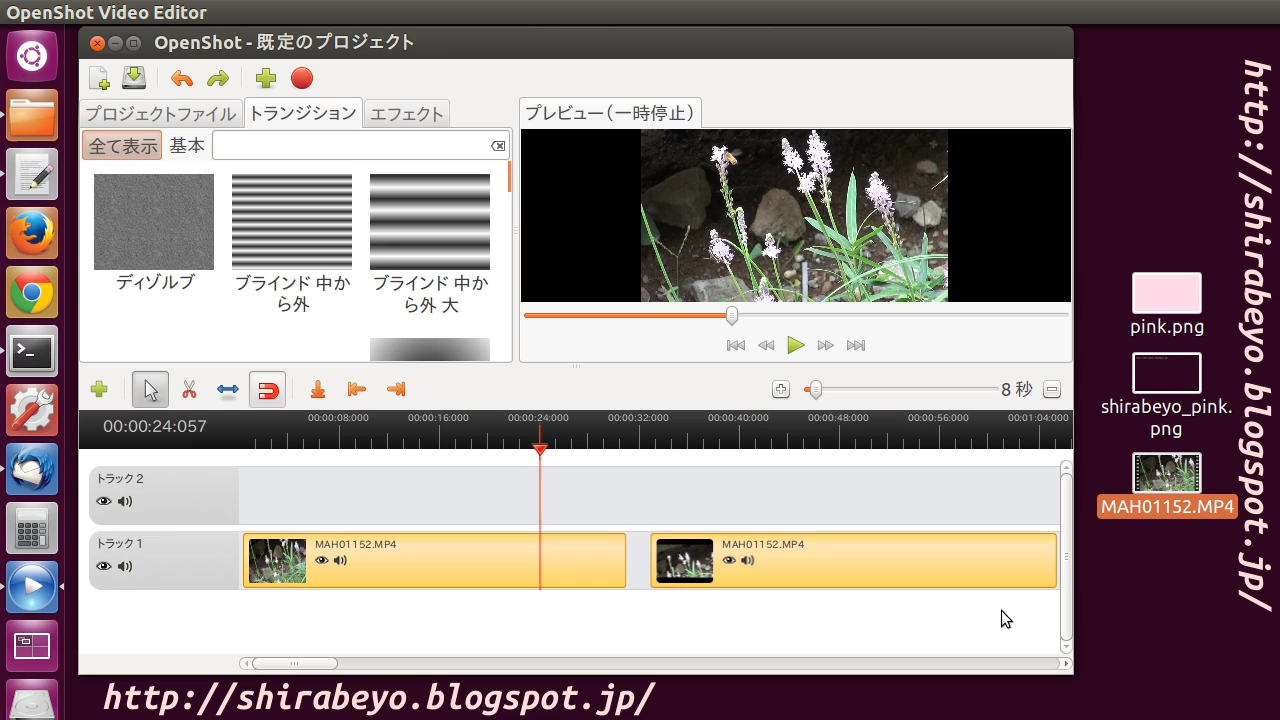 OpenShot Video Editor
OpenShot - 既定のプロジェクト
プロジェクトファイル
トランジション
エフェクト
プレビュー（一時停止）
全て表示
基本
ディゾルブ
ブラインド 中か
ら外
ブラインド 中か
ら外 大
8 秒
00:00:24:057
00:00:08:000
00:00:16:000
00:00:24:000
00:00:32:000
00:00:40:000
00:00:48:000
00:00:56:000
00:01:04:000
トラック 2
トラック 1
MAH01152.MP4
MAH01152.MP4
pink.png
shirabeyo_pink.
png
MAH01152.MP4
http://shirabeyo.blogspot.jp/
http://shirabeyo.blogspot.jp/